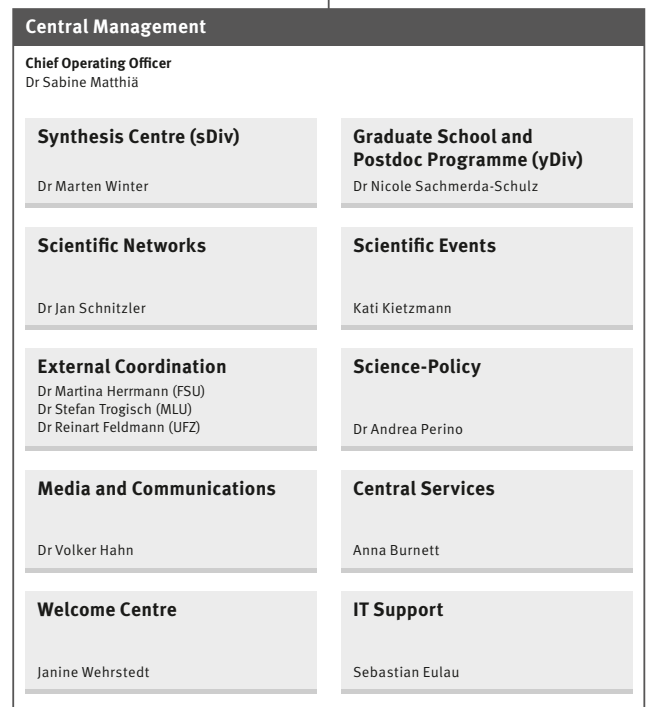 Central Management
Chief Operating Officer
Dr Sabine Matthiä
Synthesis Centre (sDiv)
Dr Marten Winter
Graduate School and
Postdoc Programme (yDiv)
Dr Nicole Sachmerda-Schulz
Scientific Networks
Dr Jan Schnitzler
Scientific Events
Kati Kietzmann
External Coordination
Dr Martina Herrmann (FSU)
Dr Stefan Trogisch (MLU)
Dr Reinart Feldmann (UFZ)
Science-Policy
Dr Andrea Perino
Media and Communications
Dr Volker Hahn
Central Services
Anna Burnett
Welcome Centre
Janine Wehrstedt
IT Support
Sebastian Eulau